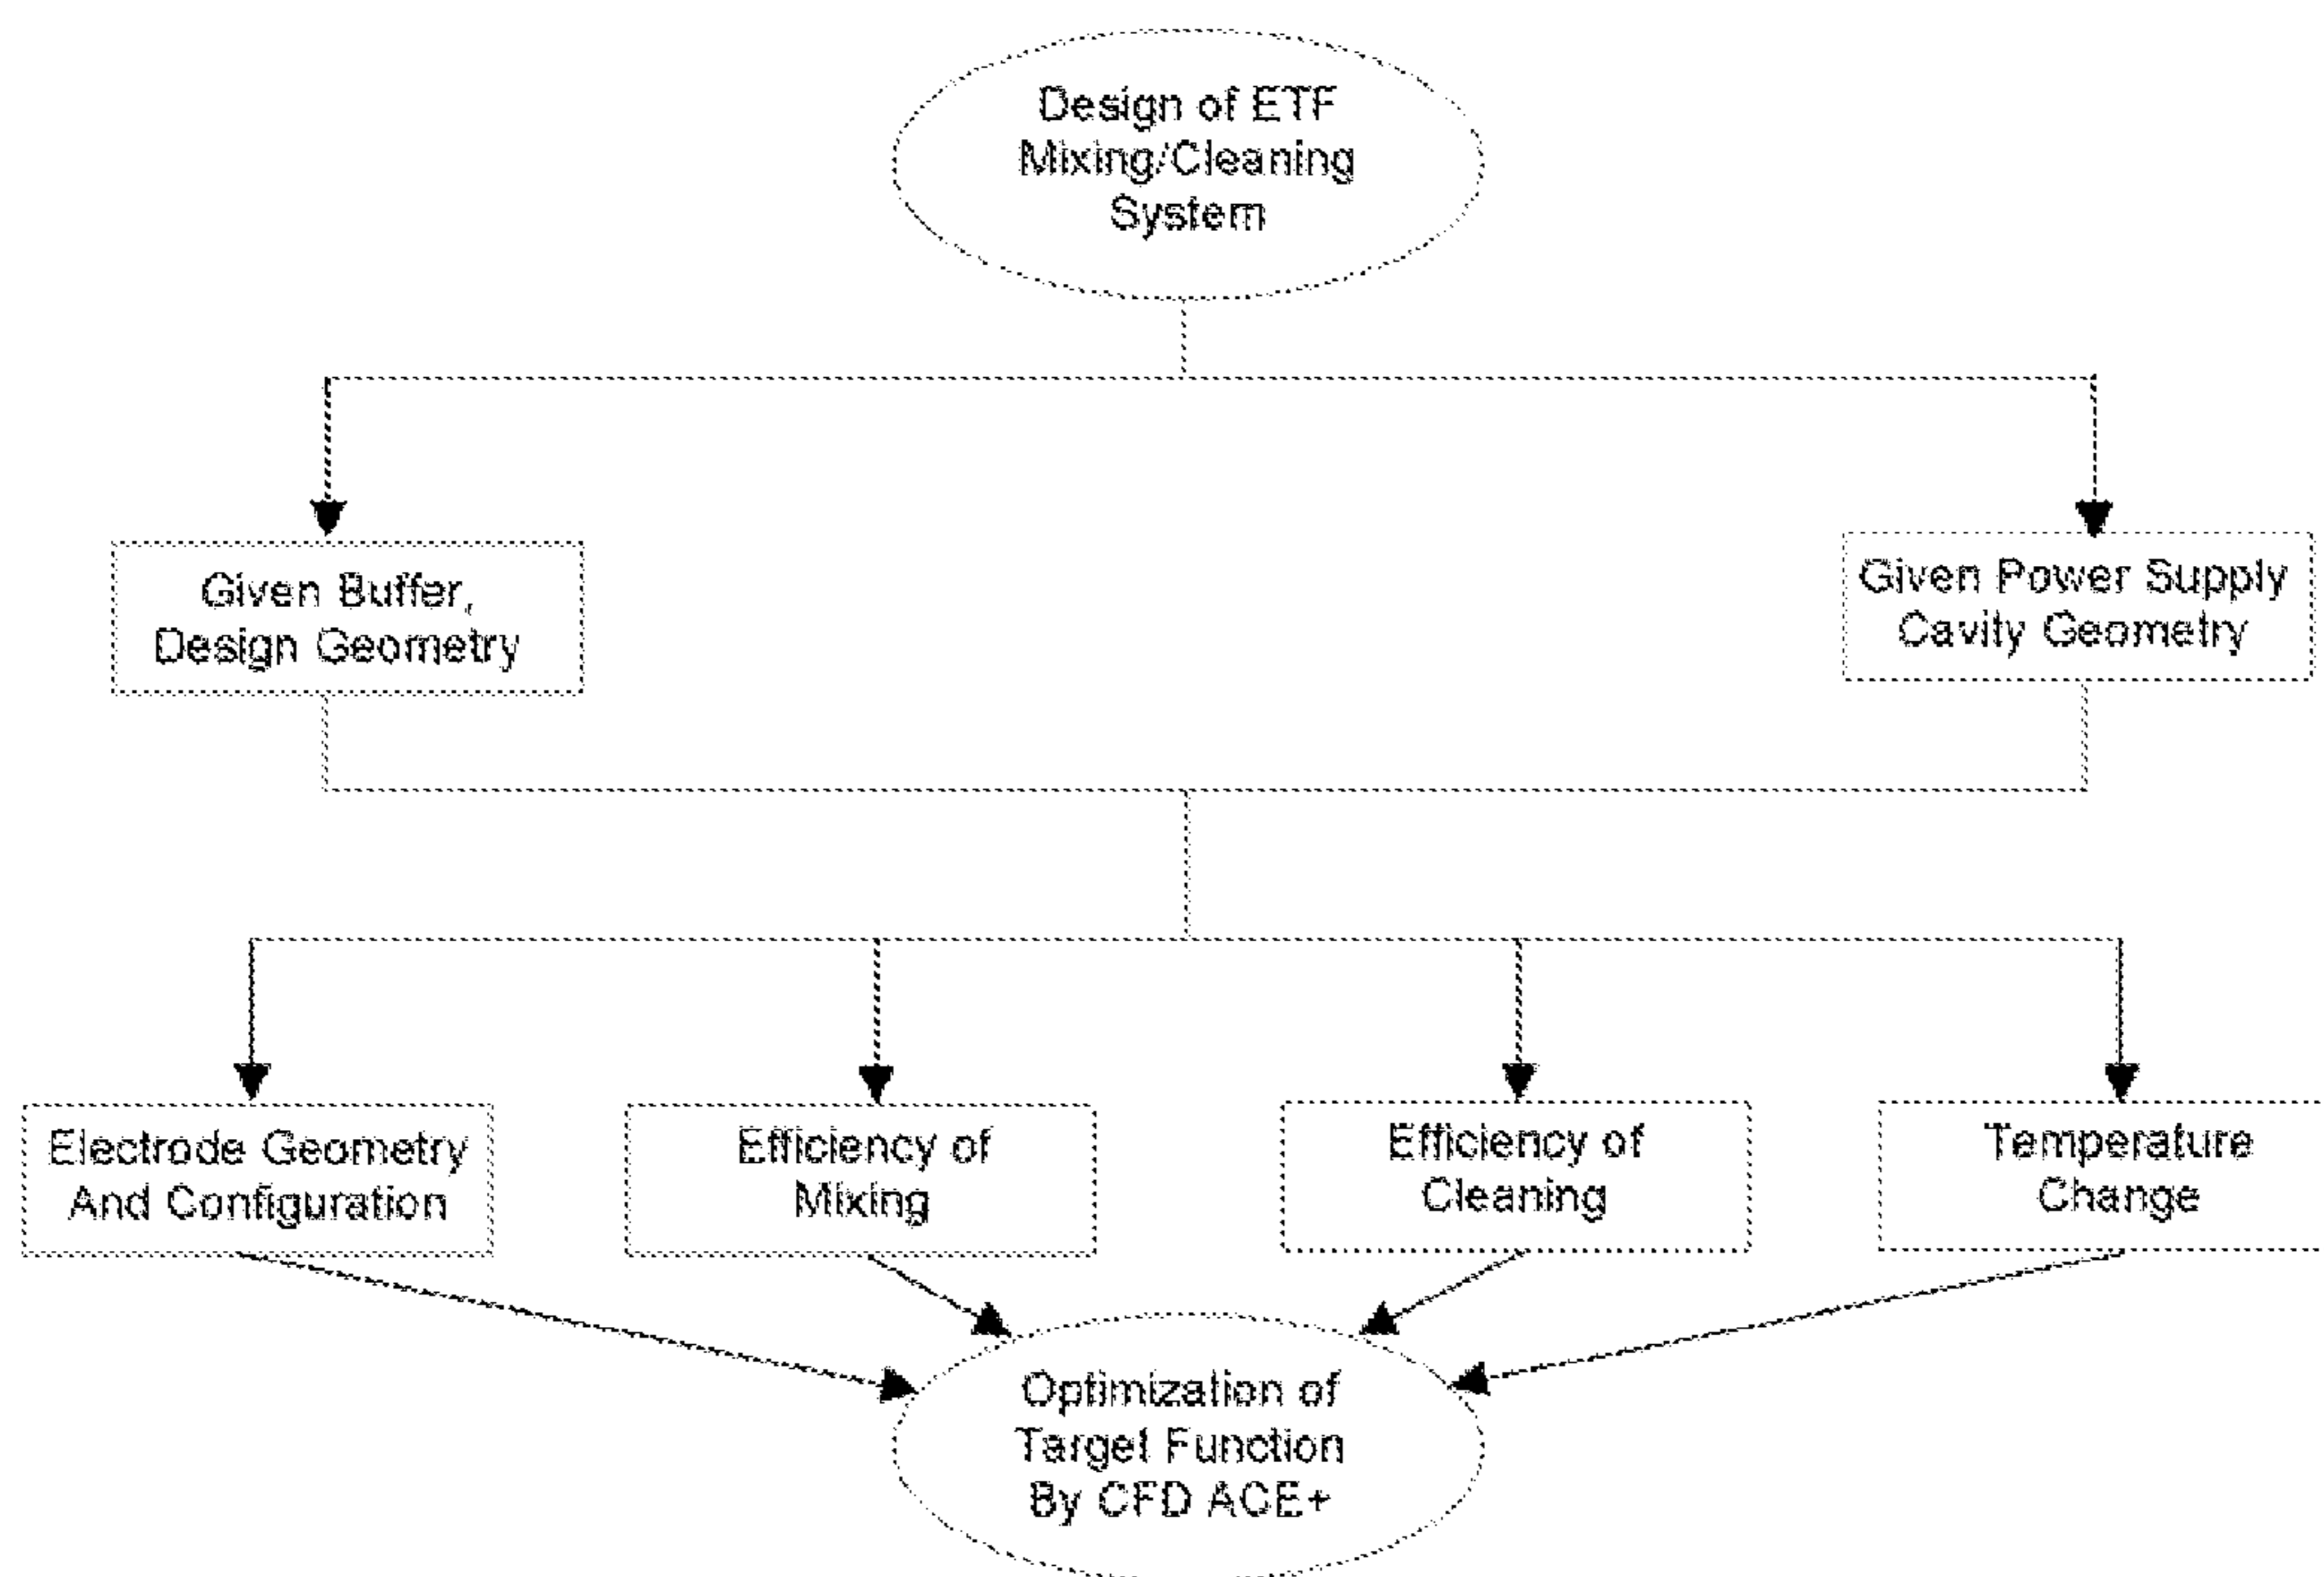 Design of ETF
Mixing/Cleaning
System
Given Buffer,
Design Geometry
Given Power Supply
Cavity Geometry
Electrode Geometry
And Configuration
Efficiency of
Mixing
Efficiency of
Cleaning
Temperature
Change
Optimization of
Target Function
By CFD ACE+